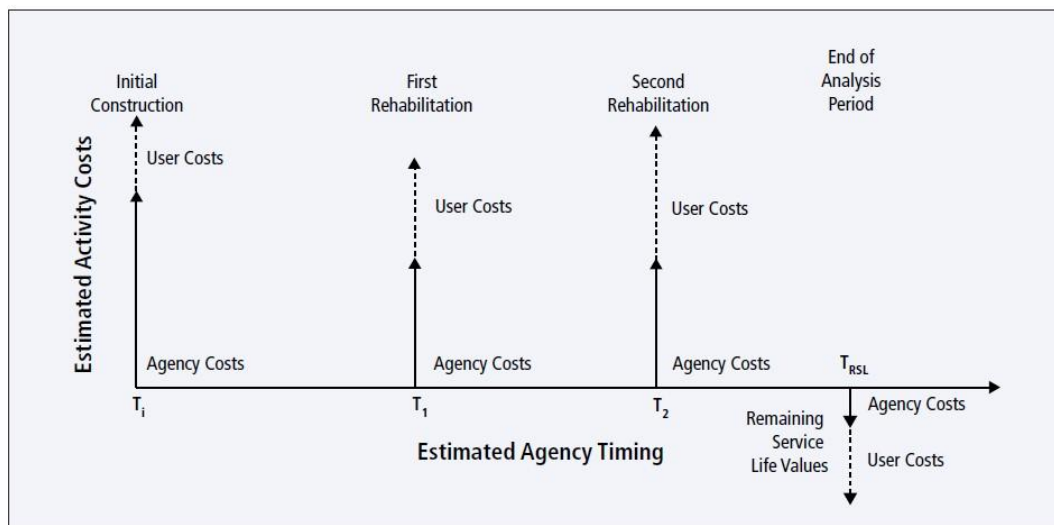 Initial
Construction
First
Rehabilitation
Second
Rehabilitation
End of
Analysis
Period
User Costs
User Costs
User Costs
Estimated Activity Costs
Agency Costs
Agency Costs
Agency Costs
T_RSL
T_i
T_1
T_2
Remaining
Service
Life Values
Agency Costs
User Costs
Estimated Agency Timing